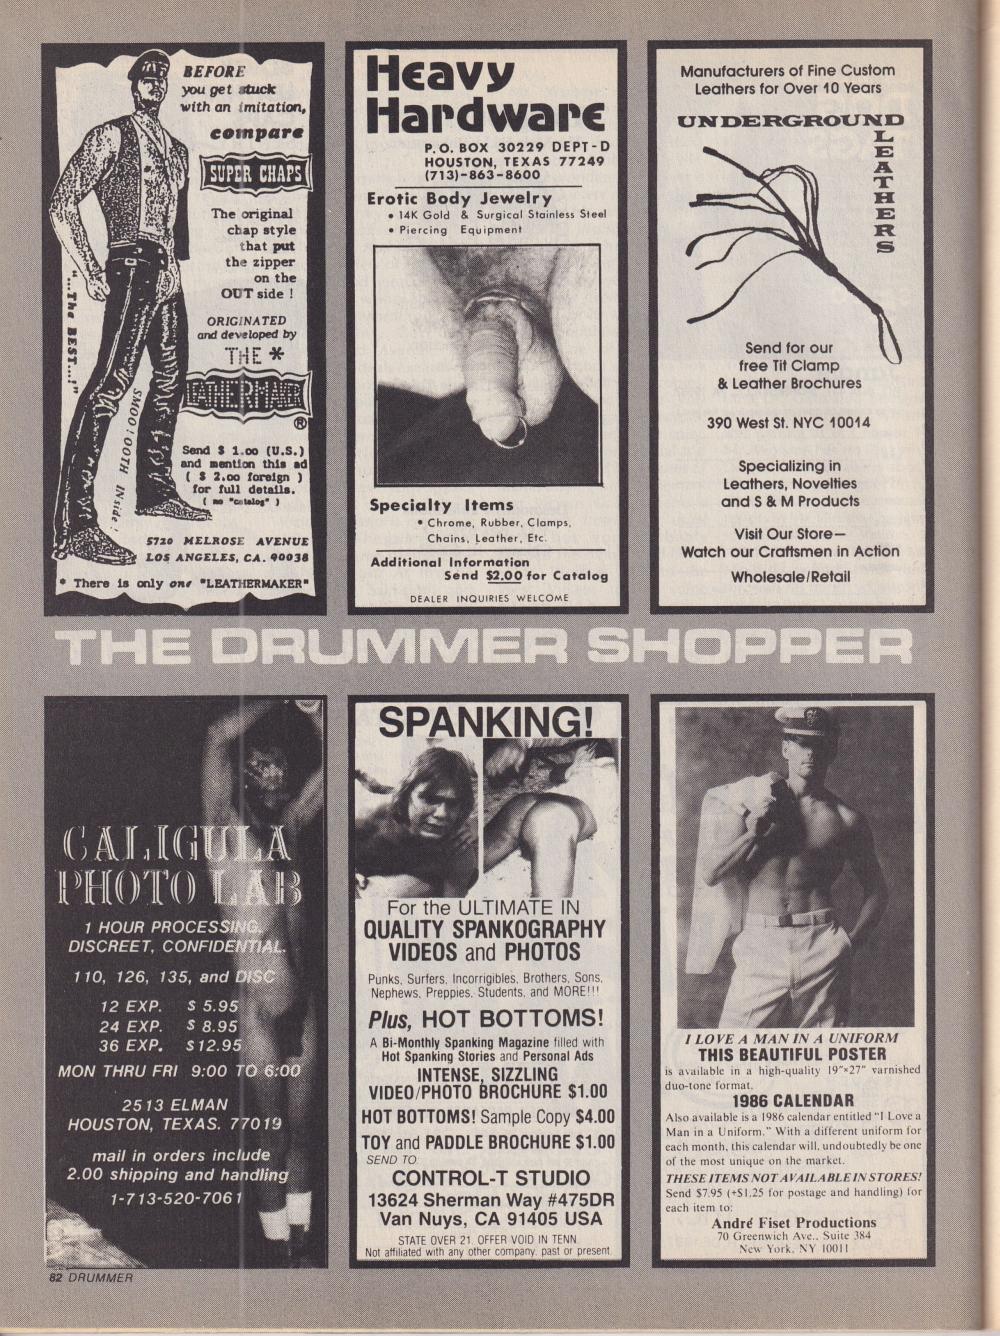 BEFORE
you get stuck
with an imitation,
compare
SUPER CHAPS
The original
chap style
that put
the zipper
on the
OUT side !
ORIGINATED
and developed by
THE *
LEATHERMAKER
®
"...The BEST...!"
SMOO!OOTH INside!
Send $ 1.00 (U.S.)
and mention this ad
( $ 2.00 foreign )
for full details.
( no "catalog" )
5720 MELROSE AVENUE
LOS ANGELES, CA. 90038
* There is only one "LEATHERMAKER"
Heavy
Hardware
P.O. BOX 30229 DEPT-D
HOUSTON, TEXAS 77249
(713)-863-8600
Erotic Body Jewelry
• 14K Gold & Surgical Stainless Steel
• Piercing Equipment
Specialty Items
• Chrome, Rubber, Clamps,
Chains, Leather, Etc.
Additional Information
Send $2.00 for Catalog
DEALER INQUIRIES WELCOME
Manufacturers of Fine Custom
Leathers for Over 10 Years
UNDERGROUND
LEATHERS
Send for our
free Tit Clamp
& Leather Brochures
390 West St. NYC 10014
Specializing in
Leathers, Novelties
and S & M Products
Visit Our Store—
Watch our Craftsmen in Action
Wholesale/Retail
THE DRUMMER SHOPPER
CALIGULA
PHOTO LAB
1 HOUR PROCESSING,
DISCREET, CONFIDENTIAL.
110, 126, 135, and DISC
12 EXP. $ 5.95
24 EXP. $ 8.95
36 EXP. $12.95
MON THRU FRI 9:00 TO 6:00
2513 ELMAN
HOUSTON, TEXAS. 77019
mail in orders include
2.00 shipping and handling
1-713-520-7061
SPANKING!
For the ULTIMATE IN
QUALITY SPANKOGRAPHY
VIDEOS and PHOTOS
Punks, Surfers, Incorrigibles, Brothers, Sons,
Nephews, Preppies, Students, and MORE!!!
Plus, HOT BOTTOMS!
A Bi-Monthly Spanking Magazine filled with
Hot Spanking Stories and Personal Ads
INTENSE, SIZZLING
VIDEO/PHOTO BROCHURE $1.00
HOT BOTTOMS! Sample Copy $4.00
TOY and PADDLE BROCHURE $1.00
SEND TO:
CONTROL-T STUDIO
13624 Sherman Way #475DR
Van Nuys, CA 91405 USA
STATE OVER 21. OFFER VOID IN TENN.
Not affiliated with any other company, past or present.
I LOVE A MAN IN A UNIFORM
THIS BEAUTIFUL POSTER
is available in a high-quality 19"×27" varnished
duo-tone format.
1986 CALENDAR
Also available is a 1986 calendar entitled "I Love a
Man in a Uniform." With a different uniform for
each month, this calendar will, undoubtedly be one
of the most unique on the market.
THESE ITEMS NOT AVAILABLE IN STORES!
Send $7.95 (+$1.25 for postage and handling) for
each item to:
André Fiset Productions
70 Greenwich Ave., Suite 384
New York, NY 10011
82 DRUMMER